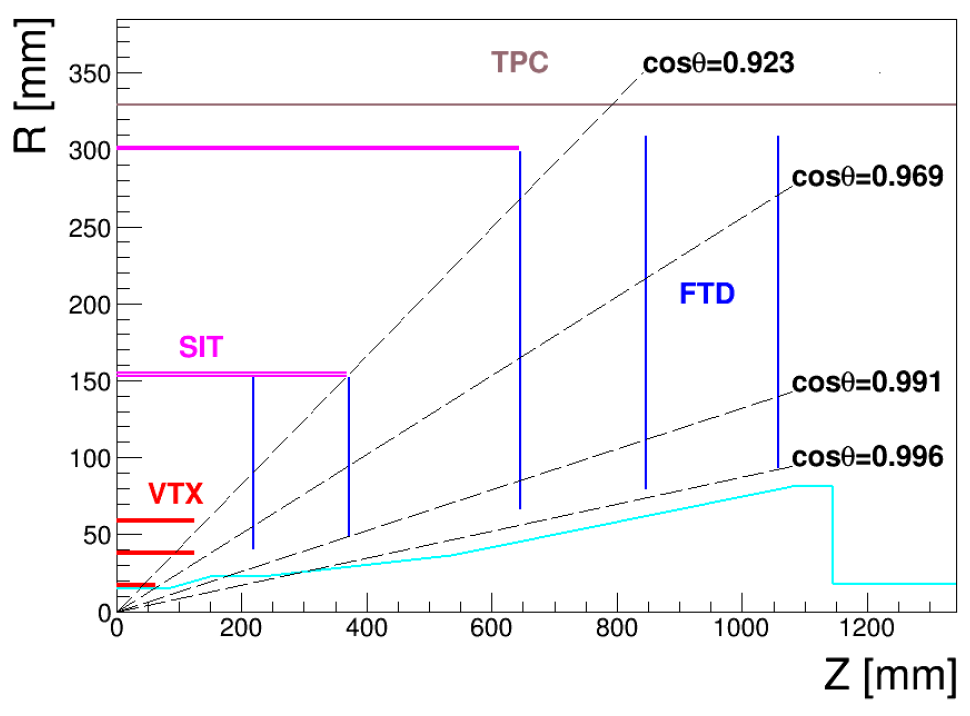 R [mm]
350
300
250
200
150
100
50
0
TPC
cosθ=0.923
cosθ=0.969
FTD
SIT
cosθ=0.991
cosθ=0.996
VTX
0 200 400 600 800 1000 1200
Z [mm]